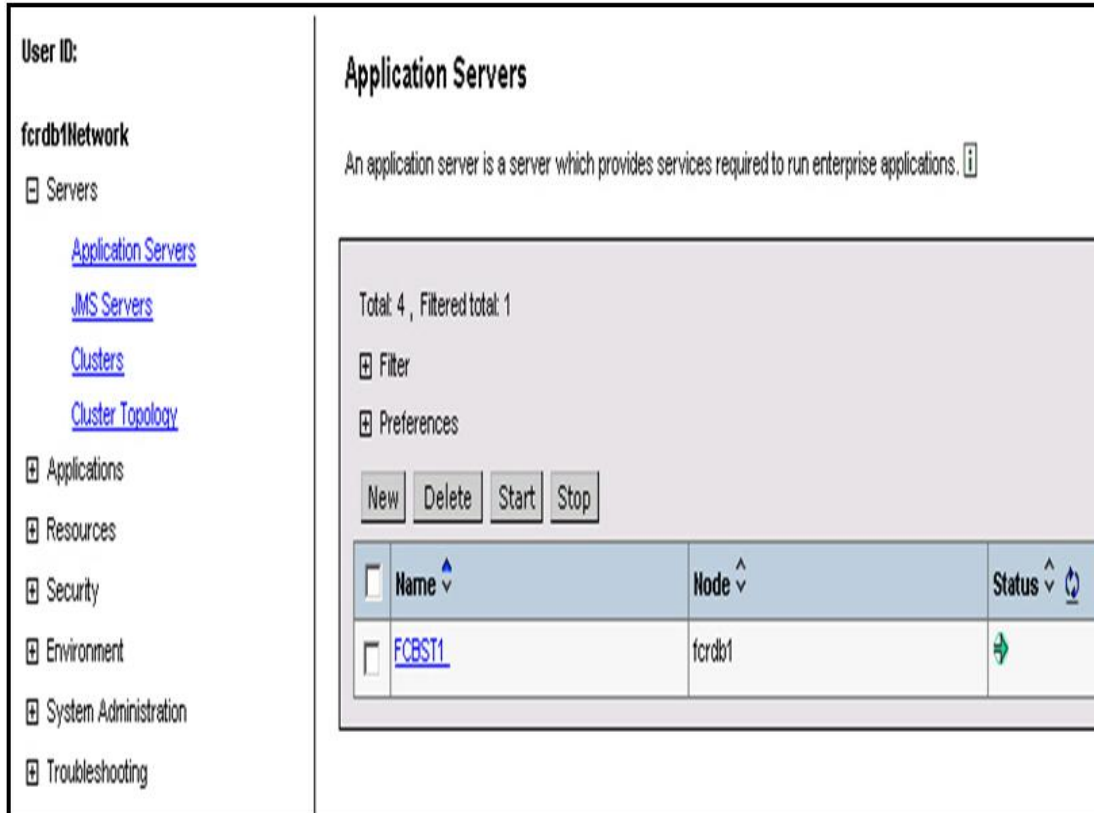 User ID:
fcrdb1Network
Servers
Application Servers
JMS Servers
Clusters
Cluster Topology
Applications
Resources
Security
Environment
System Administration
Troubleshooting
Application Servers
An application server is a server which provides services required to run enterprise applications. i
Total: 4 , Filtered total: 1
Filter
Preferences
New Delete Start Stop
Name Node Status
FCBST1 fcrdb1